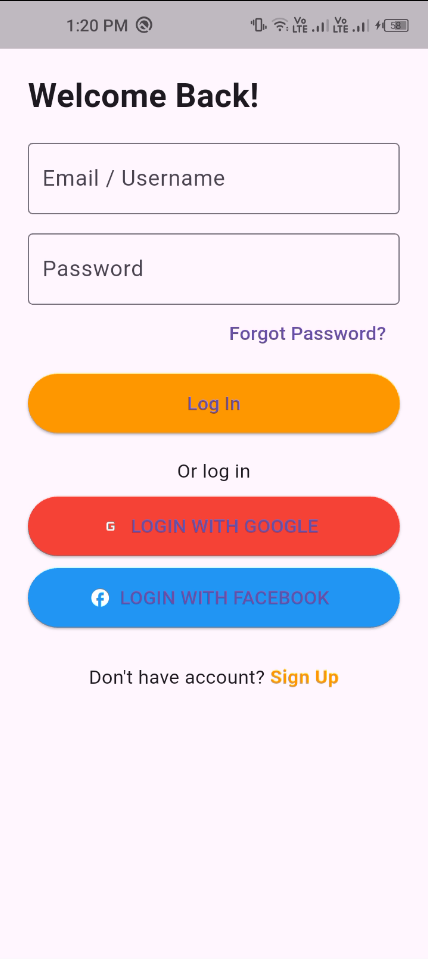 1:20 PM Vo LTE Vo LTE 58
Welcome Back!
Email / Username
Password
Forgot Password?
Log In
Or log in
G LOGIN WITH GOOGLE
LOGIN WITH FACEBOOK
Don't have account? Sign Up